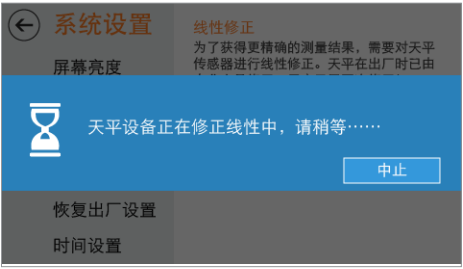 系统设置
线性修正
为了获得更精确的测量结果，需要对天平
传感器进行线性修正。天平在出厂时已由
屏幕亮度
天平设备正在修正线性中，请稍等……
中止
恢复出厂设置
时间设置